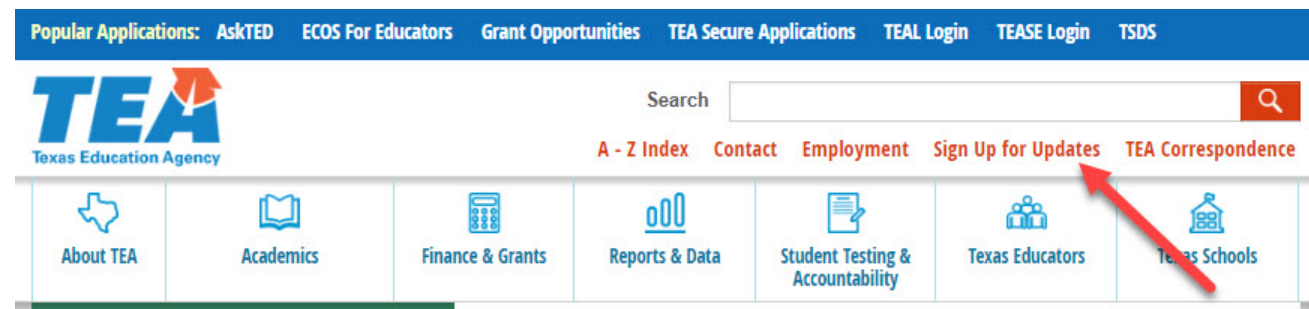 Popular Applications: AskTED ECOS For Educators Grant Opportunities TEA Secure Applications TEAL Login TEASE Login TSDS
TEA
Texas Education Agency
Search
A - Z Index Contact Employment Sign Up for Updates TEA Correspondence
About TEA
Academics
Finance & Grants
Reports & Data
Student Testing &
Accountability
Texas Educators
Texas Schools